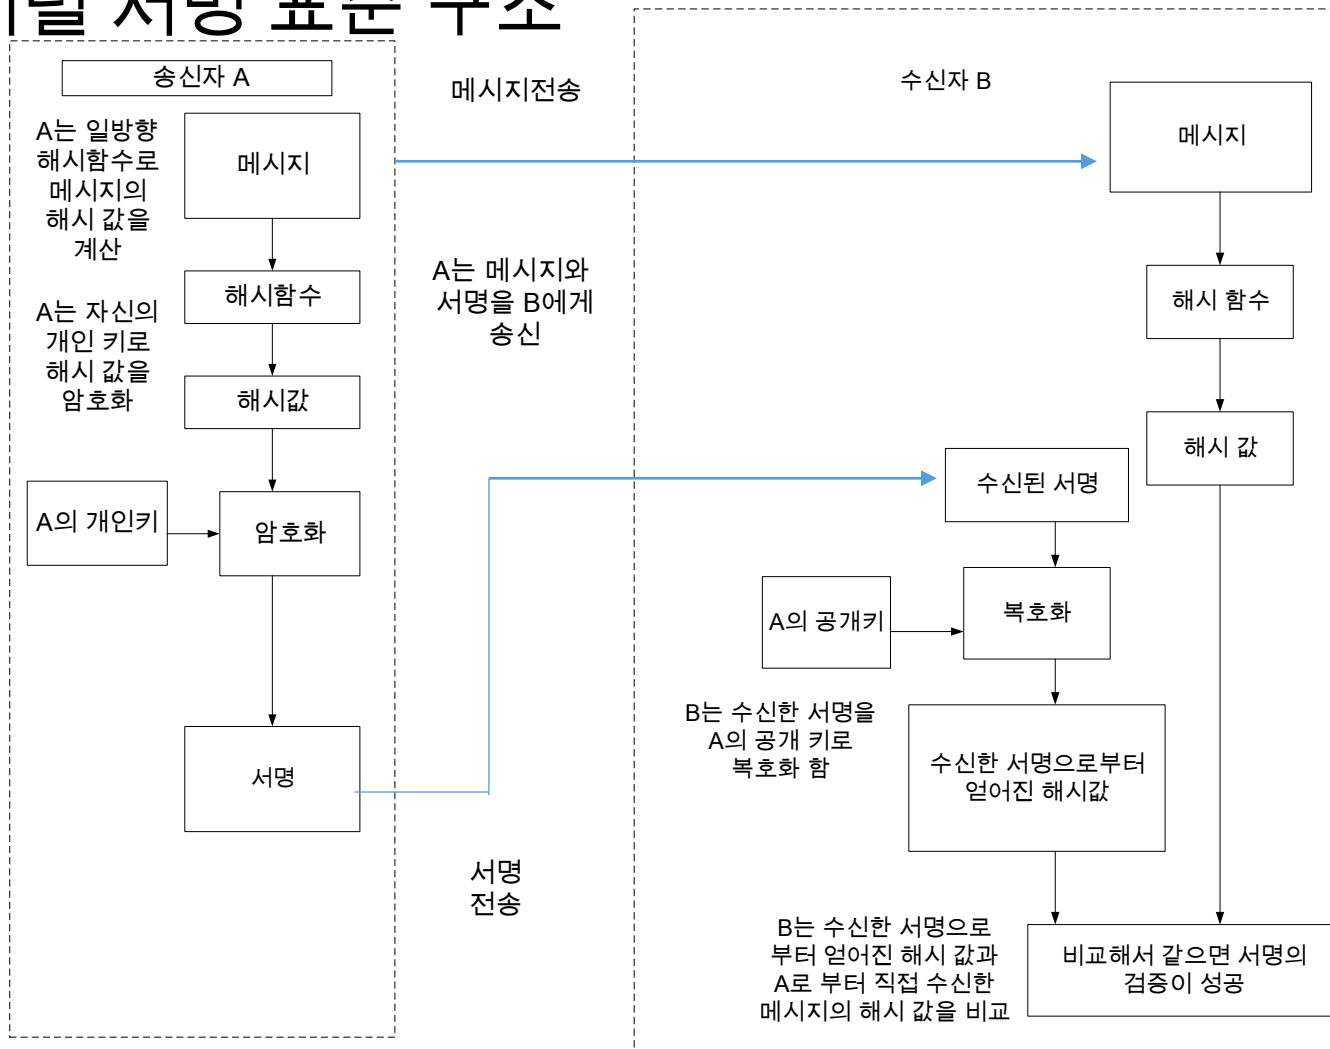 서명 표준 구조
송신자 A
A는 일방향
해시함수로
메시지의
해시 값을
계산
메시지
해시함수
A는 자신의
개인 키로
해시 값을
암호화
해시값
A의 개인키
암호화
서명
메시지전송
A는 메시지와
서명을 B에게
송신
서명
전송
수신자 B
메시지
해시 함수
해시 값
수신된 서명
A의 공개키
복호화
B는 수신한 서명을
A의 공개 키로
복호화 함
수신한 서명으로부터
얻어진 해시값
B는 수신한 서명으로
부터 얻어진 해시 값과
A로 부터 직접 수신한
메시지의 해시 값을 비교
비교해서 같으면 서명의
검증이 성공